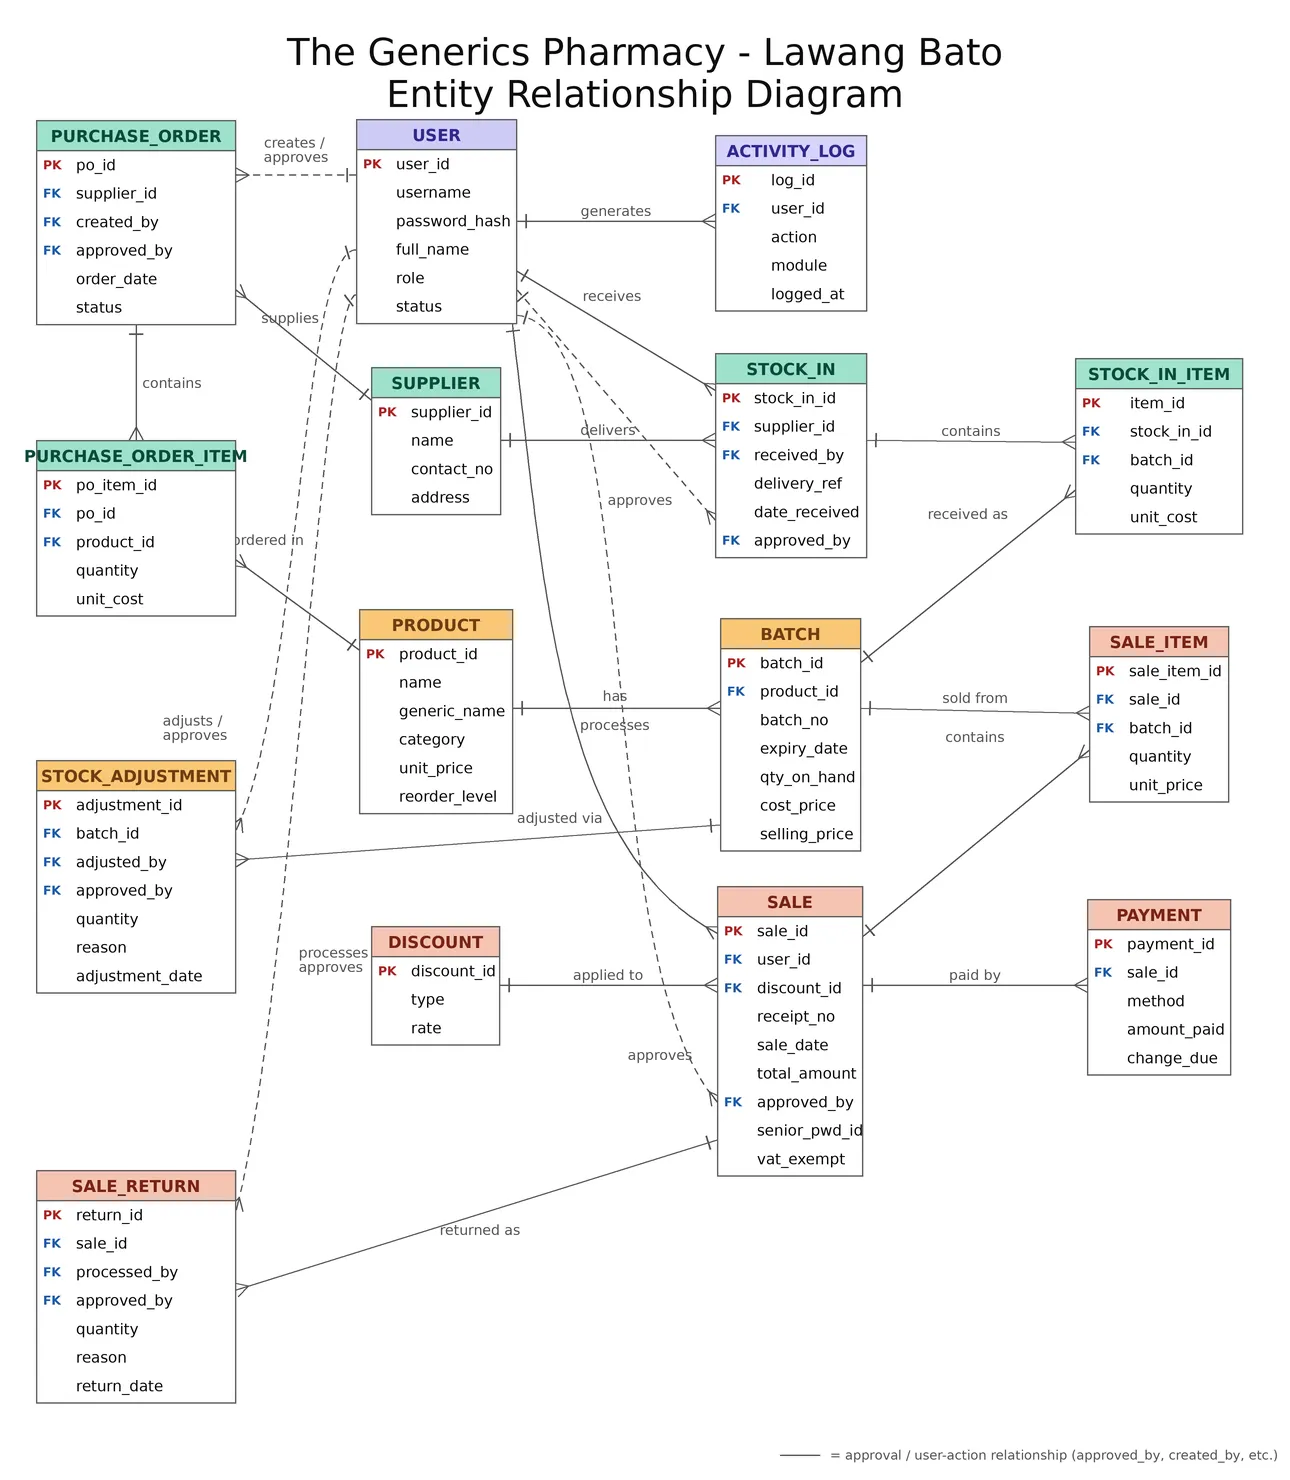 The Generics Pharmacy - Lawang Bato
Entity Relationship Diagram
PURCHASE_ORDER
PK po_id
FK supplier_id
FK created_by
FK approved_by
order_date
status
creates /
approves
USER
PK user_id
username
password_hash
full_name
role
status
generates
ACTIVITY_LOG
PK log_id
FK user_id
action
module
logged_at
supplies
receives
contains
SUPPLIER
PK supplier_id
name
contact_no
address
delivers
approves
STOCK_IN
PK stock_in_id
FK supplier_id
FK received_by
delivery_ref
date_received
FK approved_by
contains
received as
STOCK_IN_ITEM
PK item_id
FK stock_in_id
FK batch_id
quantity
unit_cost
PURCHASE_ORDER_ITEM
PK po_item_id
FK po_id
FK product_id
quantity
unit_cost
ordered in
PRODUCT
PK product_id
name
generic_name
category
unit_price
reorder_level
has
processes
BATCH
PK batch_id
FK product_id
batch_no
expiry_date
qty_on_hand
cost_price
selling_price
sold from
contains
SALE_ITEM
PK sale_item_id
FK sale_id
FK batch_id
quantity
unit_price
adjusts /
approves
STOCK_ADJUSTMENT
PK adjustment_id
FK batch_id
FK adjusted_by
FK approved_by
quantity
reason
adjustment_date
adjusted via
processes
approves
DISCOUNT
PK discount_id
type
rate
applied to
approves
SALE
PK sale_id
FK user_id
FK discount_id
receipt_no
sale_date
total_amount
FK approved_by
senior_pwd_id
vat_exempt
paid by
PAYMENT
PK payment_id
FK sale_id
method
amount_paid
change_due
SALE_RETURN
PK return_id
FK sale_id
FK processed_by
FK approved_by
quantity
reason
return_date
returned as
= approval / user-action relationship (approved_by, created_by, etc.)